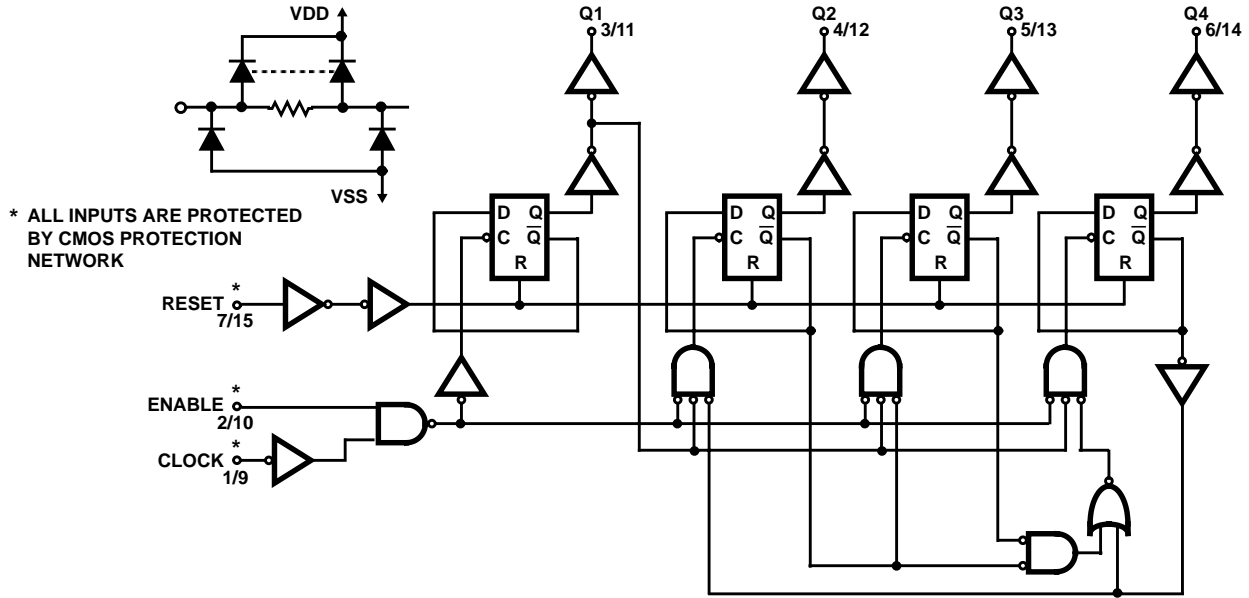 VDD
VSS
* ALL INPUTS ARE PROTECTED
BY CMOS PROTECTION
NETWORK
Q1
3/11
Q2
4/12
Q3
5/13
Q4
6/14
D Q
C Q
R
D Q
C Q
R
D Q
C Q
R
D Q
C Q
R
*
RESET
7/15
*
ENABLE
2/10
*
CLOCK
1/9